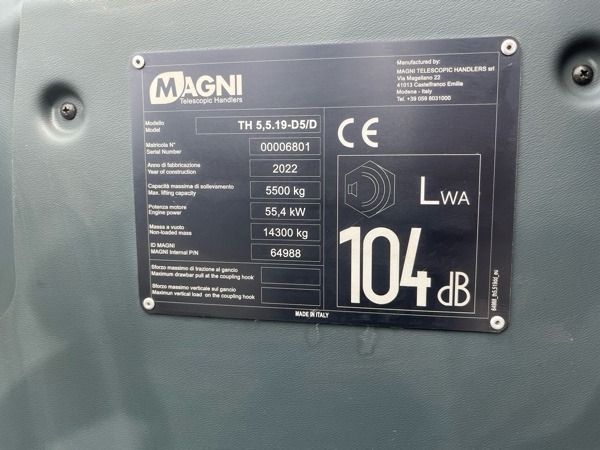 MAGNI
Telescopic Handlers
Manufactured by:
MAGNI TELESCOPIC HANDLERS srl
Via Magellano 22
41013 Castelfranco Emilia
Modena - Italy
Tel. +39 059 8031000
Modello
Model
TH 5,5.19-D5/D
Matricola N°
Serial Number
00006801
Anno di fabbricazione
Year of construction
2022
Capacità massima di sollevamento
Max. lifting capacity
5500 kg
Potenza motore
Engine power
55,4 kW
Massa a vuoto
Non-loaded mass
14300 kg
ID MAGNI
MAGNI Internal P/N
64988
Sforzo massimo di trazione al gancio
Maximum drawbar pull at the coupling hook
Sforzo massimo verticale sul gancio
Maximun vertical load on the coupling hook
CE
LWA
104 dB
MADE IN ITALY